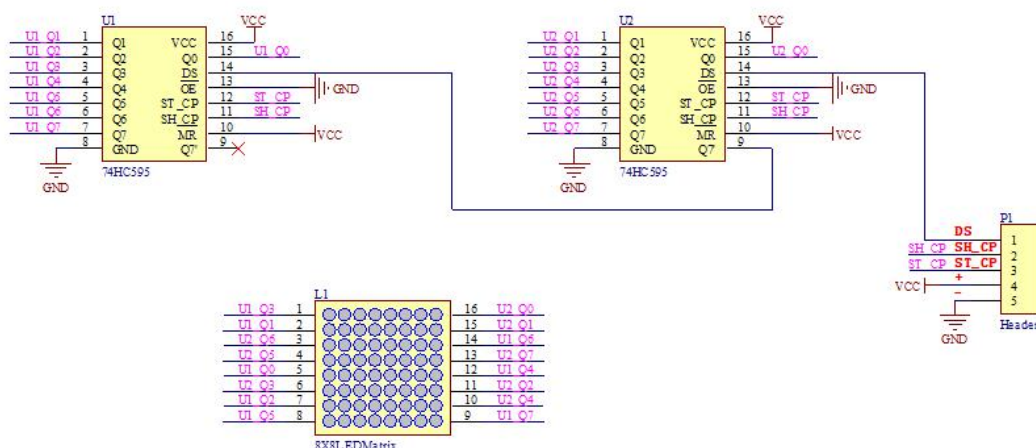 U1
VCC
U1 Q1 1 Q1 VCC 16
U1 Q2 2 Q2 Q0 15 U1 Q0
U1 Q3 3 Q3 DS 14
U1 Q4 4 Q4 OE 13 GND
U1 Q5 5 Q5 ST_CP 12 ST CP
U1 Q6 6 Q6 SH_CP 11 SH CP
U1 Q7 7 Q7 MR 10 VCC
8 GND Q7' 9
GND
74HC595
U2
VCC
U2 Q1 1 Q1 VCC 16
U2 Q2 2 Q2 Q0 15 U2 Q0
U2 Q3 3 Q3 DS 14
U2 Q4 4 Q4 OE 13 GND
U2 Q5 5 Q5 ST_CP 12 ST CP
U2 Q6 6 Q6 SH_CP 11 SH CP
U2 Q7 7 Q7 MR 10 VCC
8 GND Q7 9
GND
74HC595
P1
DS 1
SH CP SH_CP 2
ST CP ST_CP 3
VCC + 4
- 5
GND
Header
L1
U1 Q3 1 16 U2 Q0
U1 Q1 2 15 U2 Q1
U2 Q6 3 14 U1 Q6
U2 Q5 4 13 U2 Q7
U1 Q0 5 12 U1 Q4
U2 Q3 6 11 U2 Q2
U1 Q2 7 10 U2 Q4
U1 Q5 8 9 U1 Q7
8X8LEDMatrix